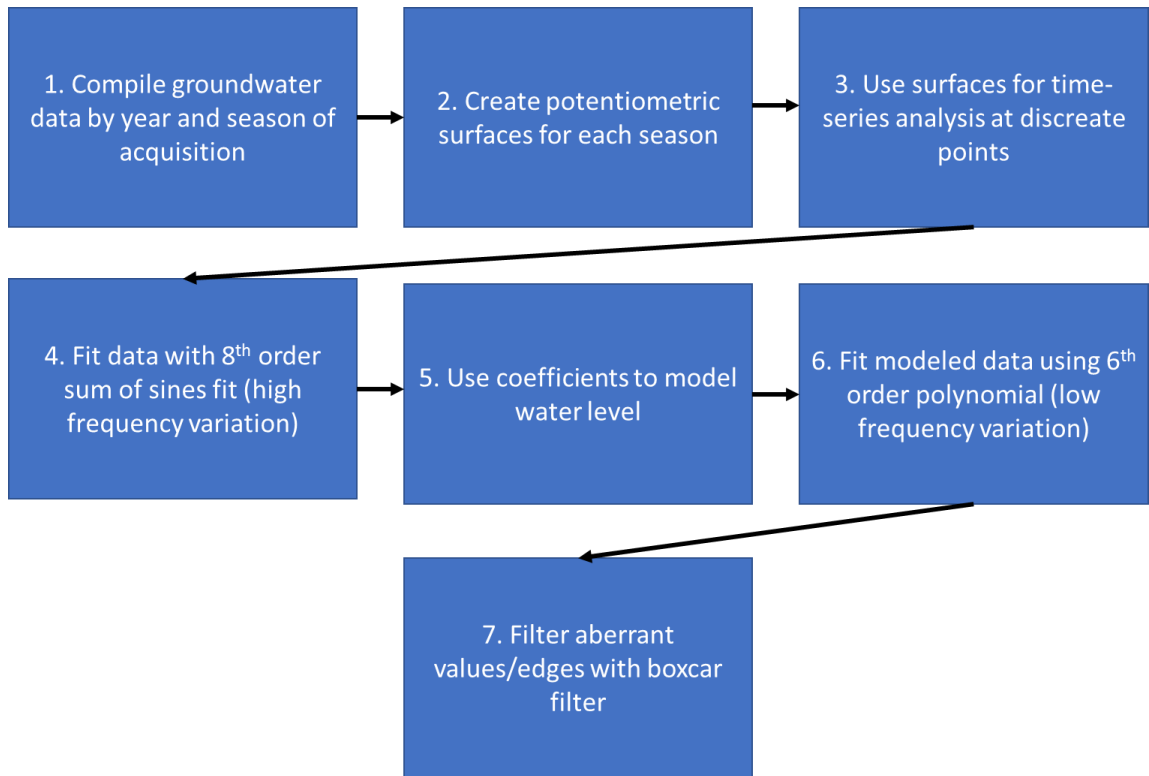 1. Compile groundwater
data by year and season of
acquisition
2. Create potentiometric
surfaces for each season
3. Use surfaces for time-
series analysis at discreate
points
4. Fit data with 8th order
sum of sines fit (high
frequency variation)
5. Use coefficients to model
water level
6. Fit modeled data using 6th
order polynomial (low
frequency variation)
7. Filter aberrant
values/edges with boxcar
filter